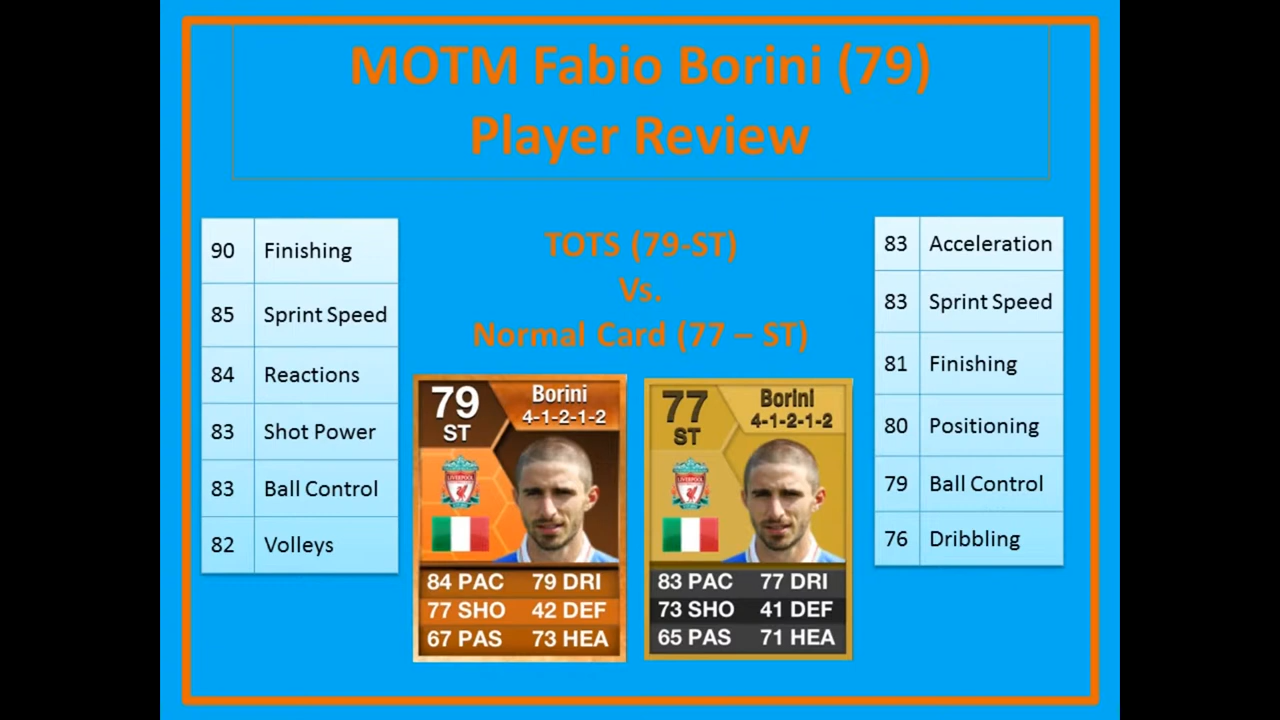 MOTM Fabio Borini (79)
Player Review
TOTS (79-ST)
Vs.
Normal Card (77 – ST)
90 Finishing
85 Sprint Speed
84 Reactions
83 Shot Power
83 Ball Control
82 Volleys
79
ST
Borini
4-1-2-1-2
LIVERPOOL
84 PAC 79 DRI
77 SHO 42 DEF
67 PAS 73 HEA
77
ST
Borini
4-1-2-1-2
LIVERPOOL
83 PAC 77 DRI
73 SHO 41 DEF
65 PAS 71 HEA
83 Acceleration
83 Sprint Speed
81 Finishing
80 Positioning
79 Ball Control
76 Dribbling